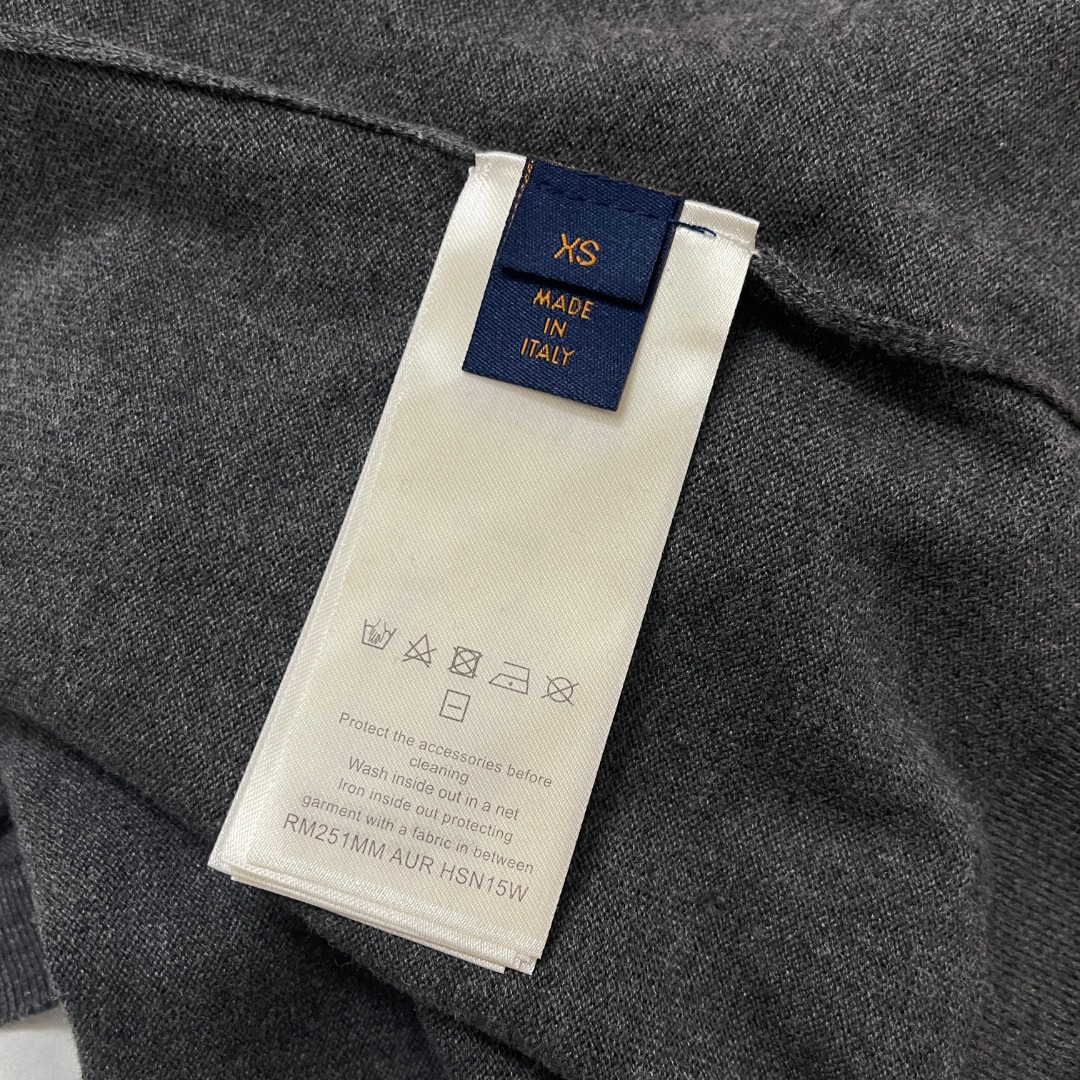 XS
MADE
IN
ITALY
Protect the accessories before
cleaning
Wash inside out in a net
Iron inside out protecting
garment with a fabric in between
RM251MM AUR HSN15W